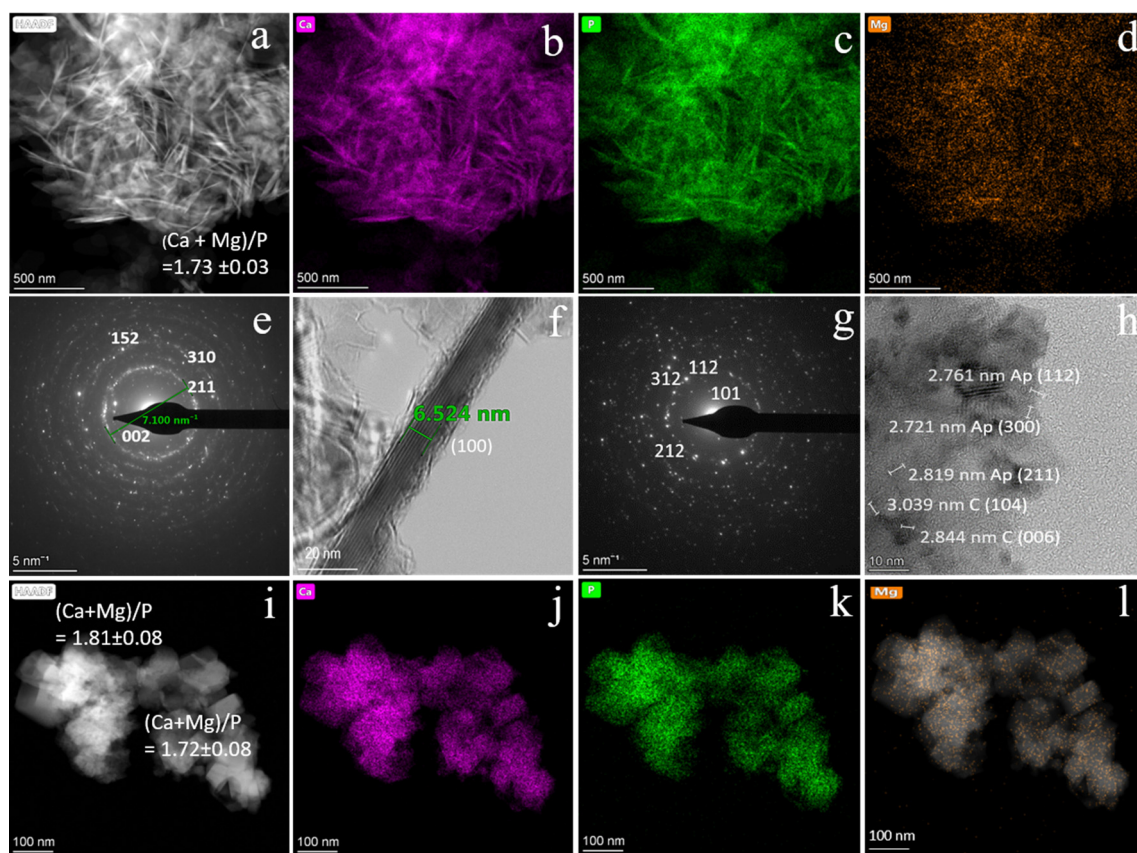 HAADF
a
(Ca + Mg)/P
=1.73 ±0.03
500 nm
Ca
b
500 nm
P
c
500 nm
Mg
d
500 nm
e
152
310
211
7.100 nm⁻¹
002
5 nm⁻¹
f
6.524 nm
(100)
20 nm
g
112
312
101
212
5 nm⁻¹
h
2.761 nm Ap (112)
2.721 nm Ap (300)
2.819 nm Ap (211)
3.039 nm C (104)
2.844 nm C (006)
10 nm
HAADF
i
(Ca+Mg)/P
= 1.81±0.08
(Ca+Mg)/P
= 1.72±0.08
100 nm
Ca
j
100 nm
P
k
100 nm
Mg
l
100 nm